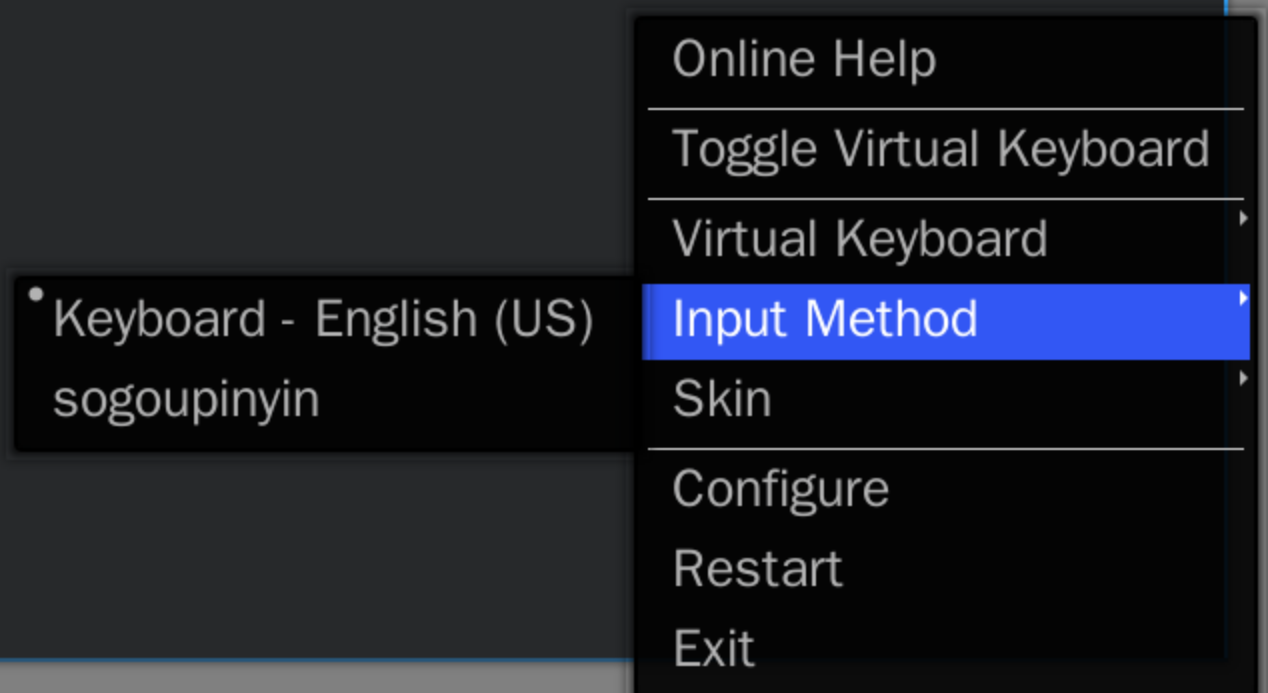 Online Help
Toggle Virtual Keyboard
Virtual Keyboard
Input Method
Skin
Configure
Restart
Exit
Keyboard - English (US)
sogoupinyin